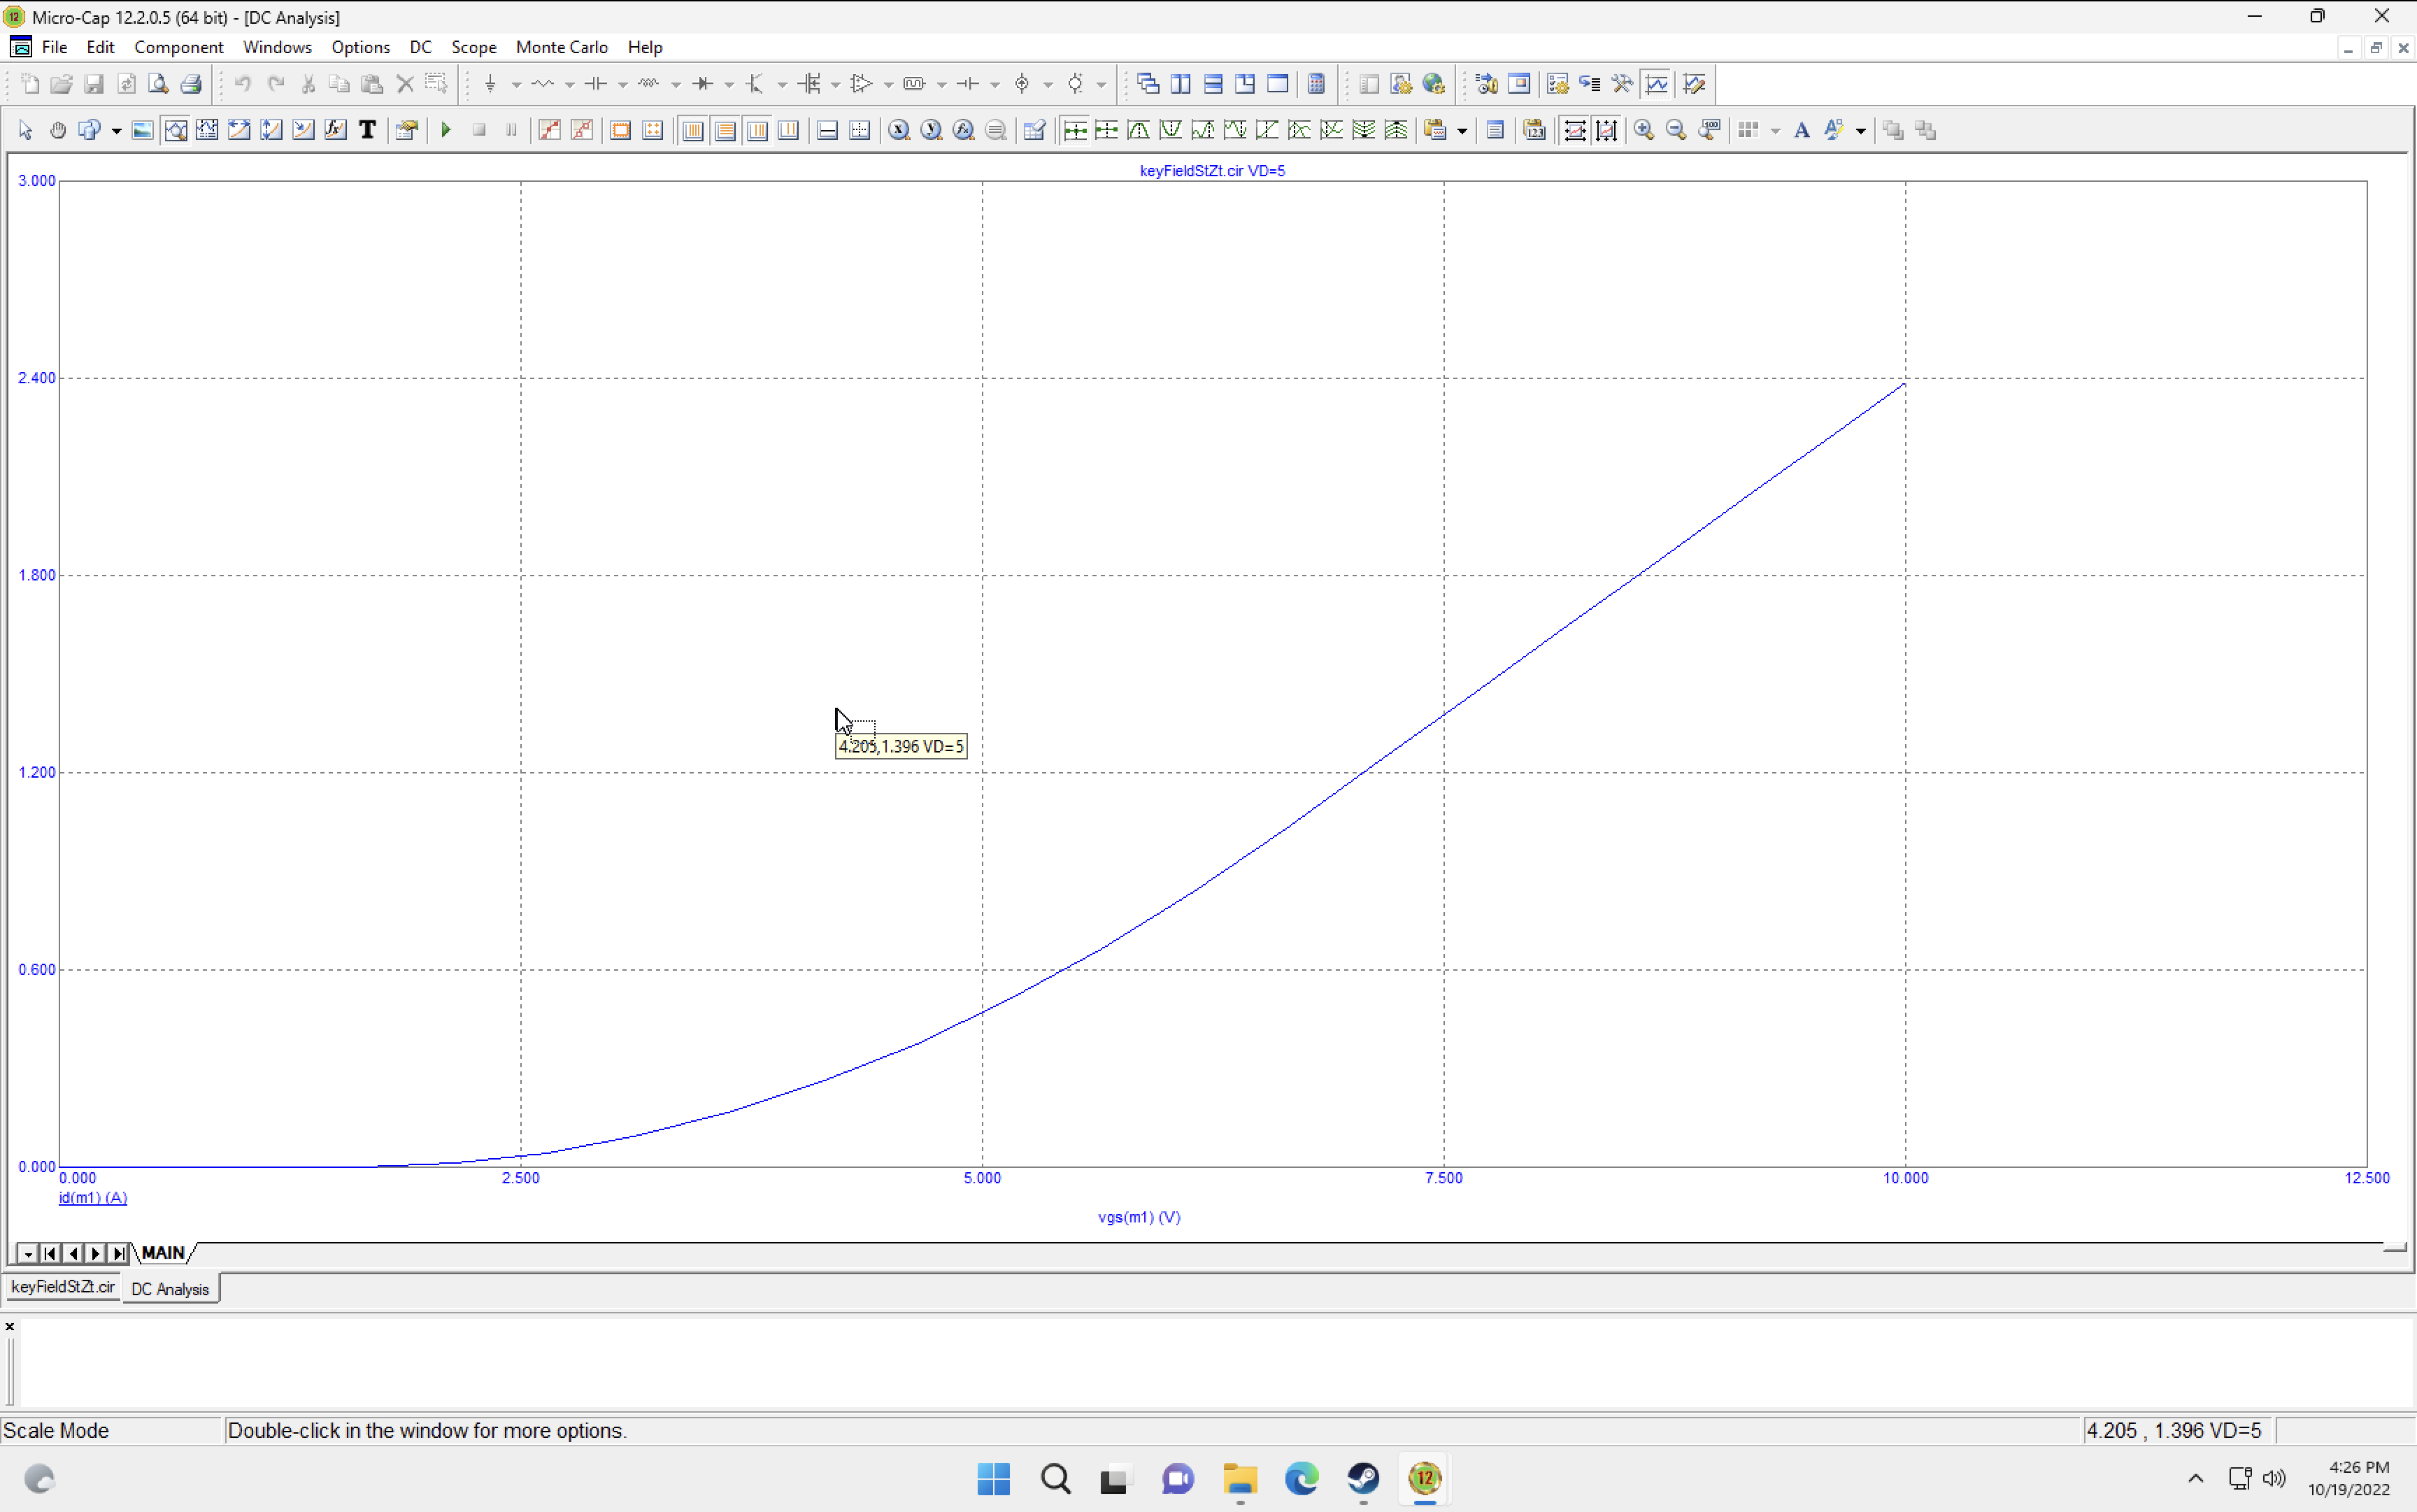 Micro-Cap 12.2.0.5 (64 bit) - [DC Analysis]
File Edit Component Windows Options DC Scope Monte Carlo Help
keyFieldStZt.cir VD=5
3.000
2.400
1.800
4.205,1.396 VD=5
1.200
0.600
0.000
0.000 2.500 5.000 7.500 10.000 12.500
id(m1) (A)
vgs(m1) (V)
MAIN
keyFieldStZt.cir DC Analysis
Scale Mode Double-click in the window for more options. 4.205 , 1.396 VD=5
12
4:26 PM
10/19/2022